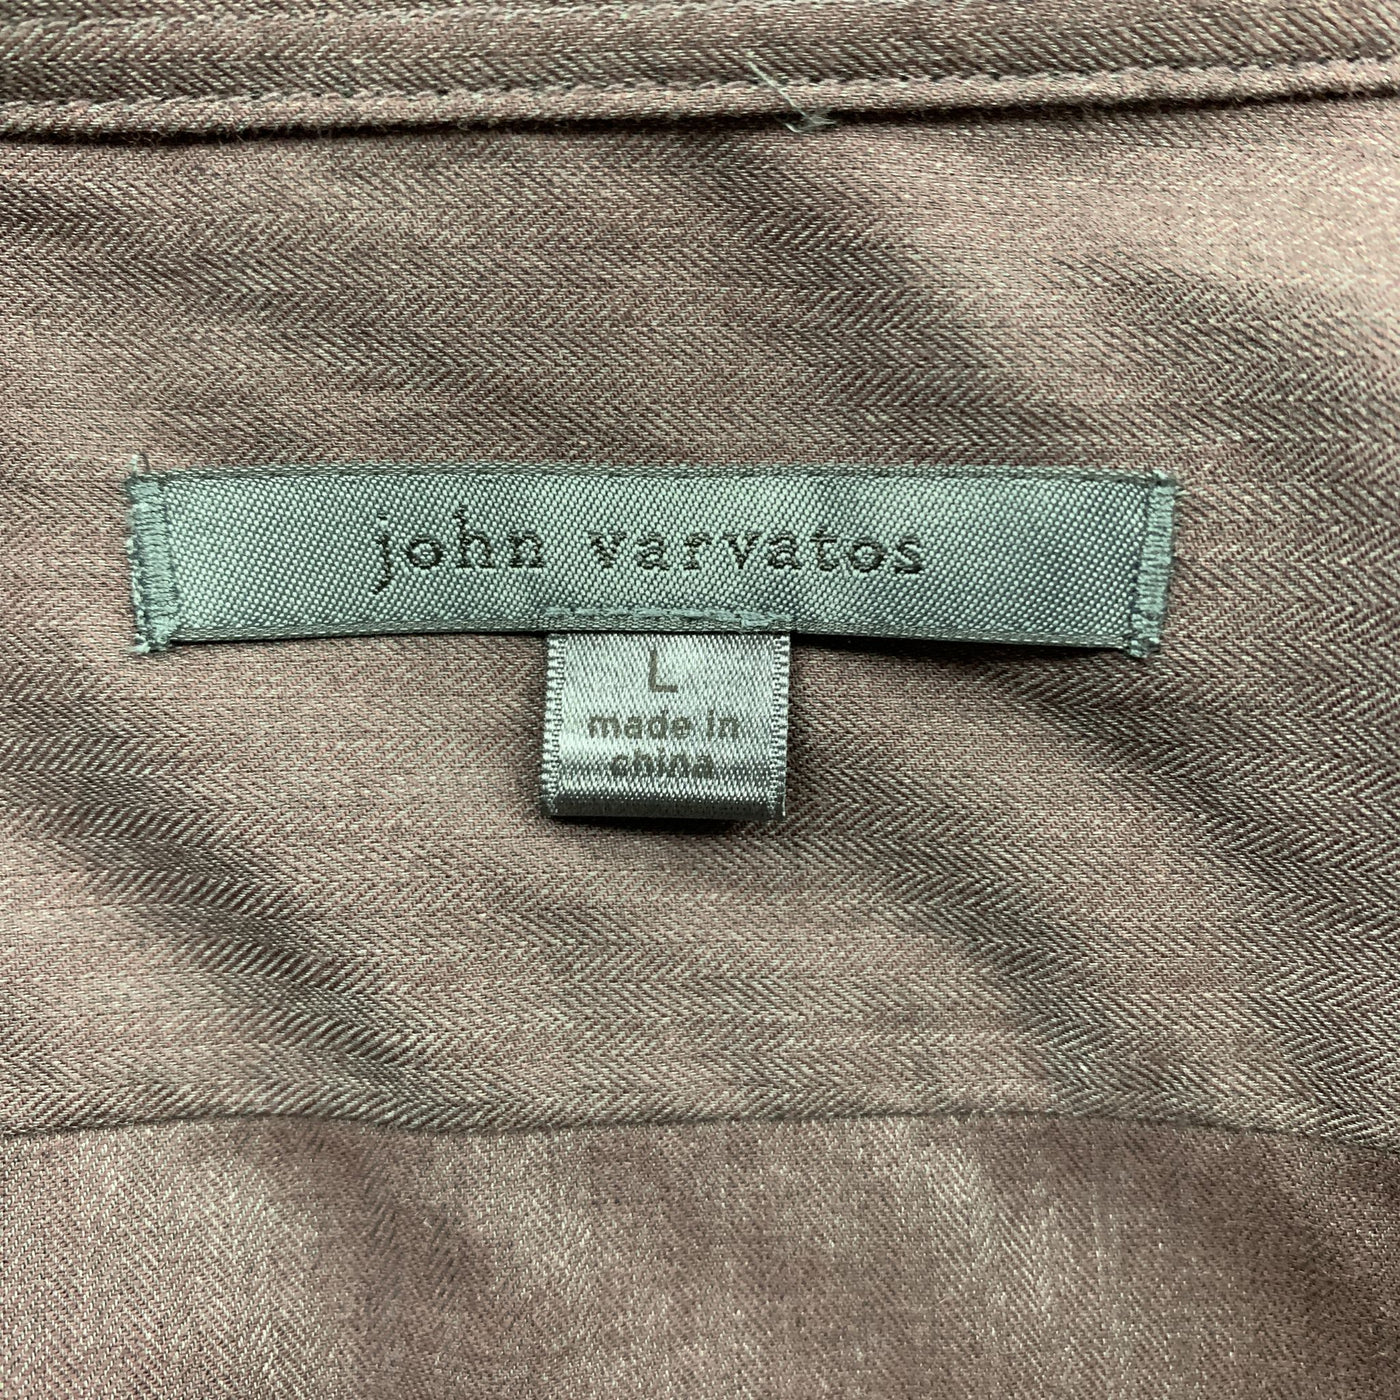 john varvatos
L
made in
china